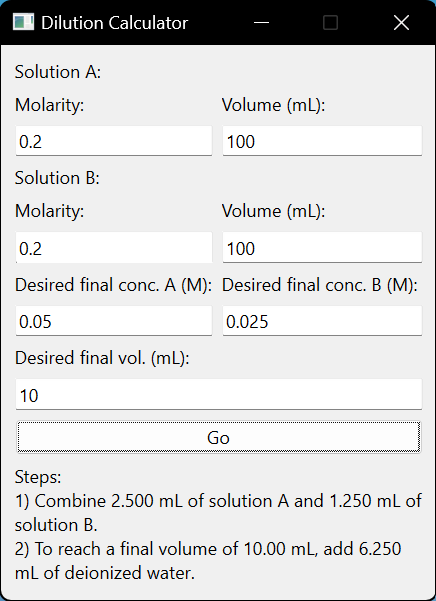 Dilution Calculator
Solution A:
Molarity: Volume (mL):
0.2 100
Solution B:
Molarity: Volume (mL):
0.2 100
Desired final conc. A (M): Desired final conc. B (M):
0.05 0.025
Desired final vol. (mL):
10
Go
Steps:
1) Combine 2.500 mL of solution A and 1.250 mL of
solution B.
2) To reach a final volume of 10.00 mL, add 6.250
mL of deionized water.